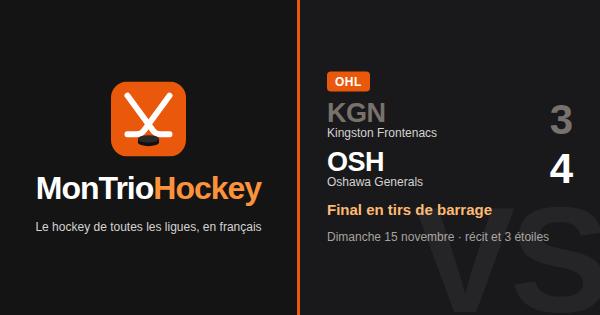 MonTrioHockey
Le hockey de toutes les ligues, en français
OHL
KGN 3
Kingston Frontenacs
OSH 4
Oshawa Generals
Final en tirs de barrage
Dimanche 15 novembre · récit et 3 étoiles
VS